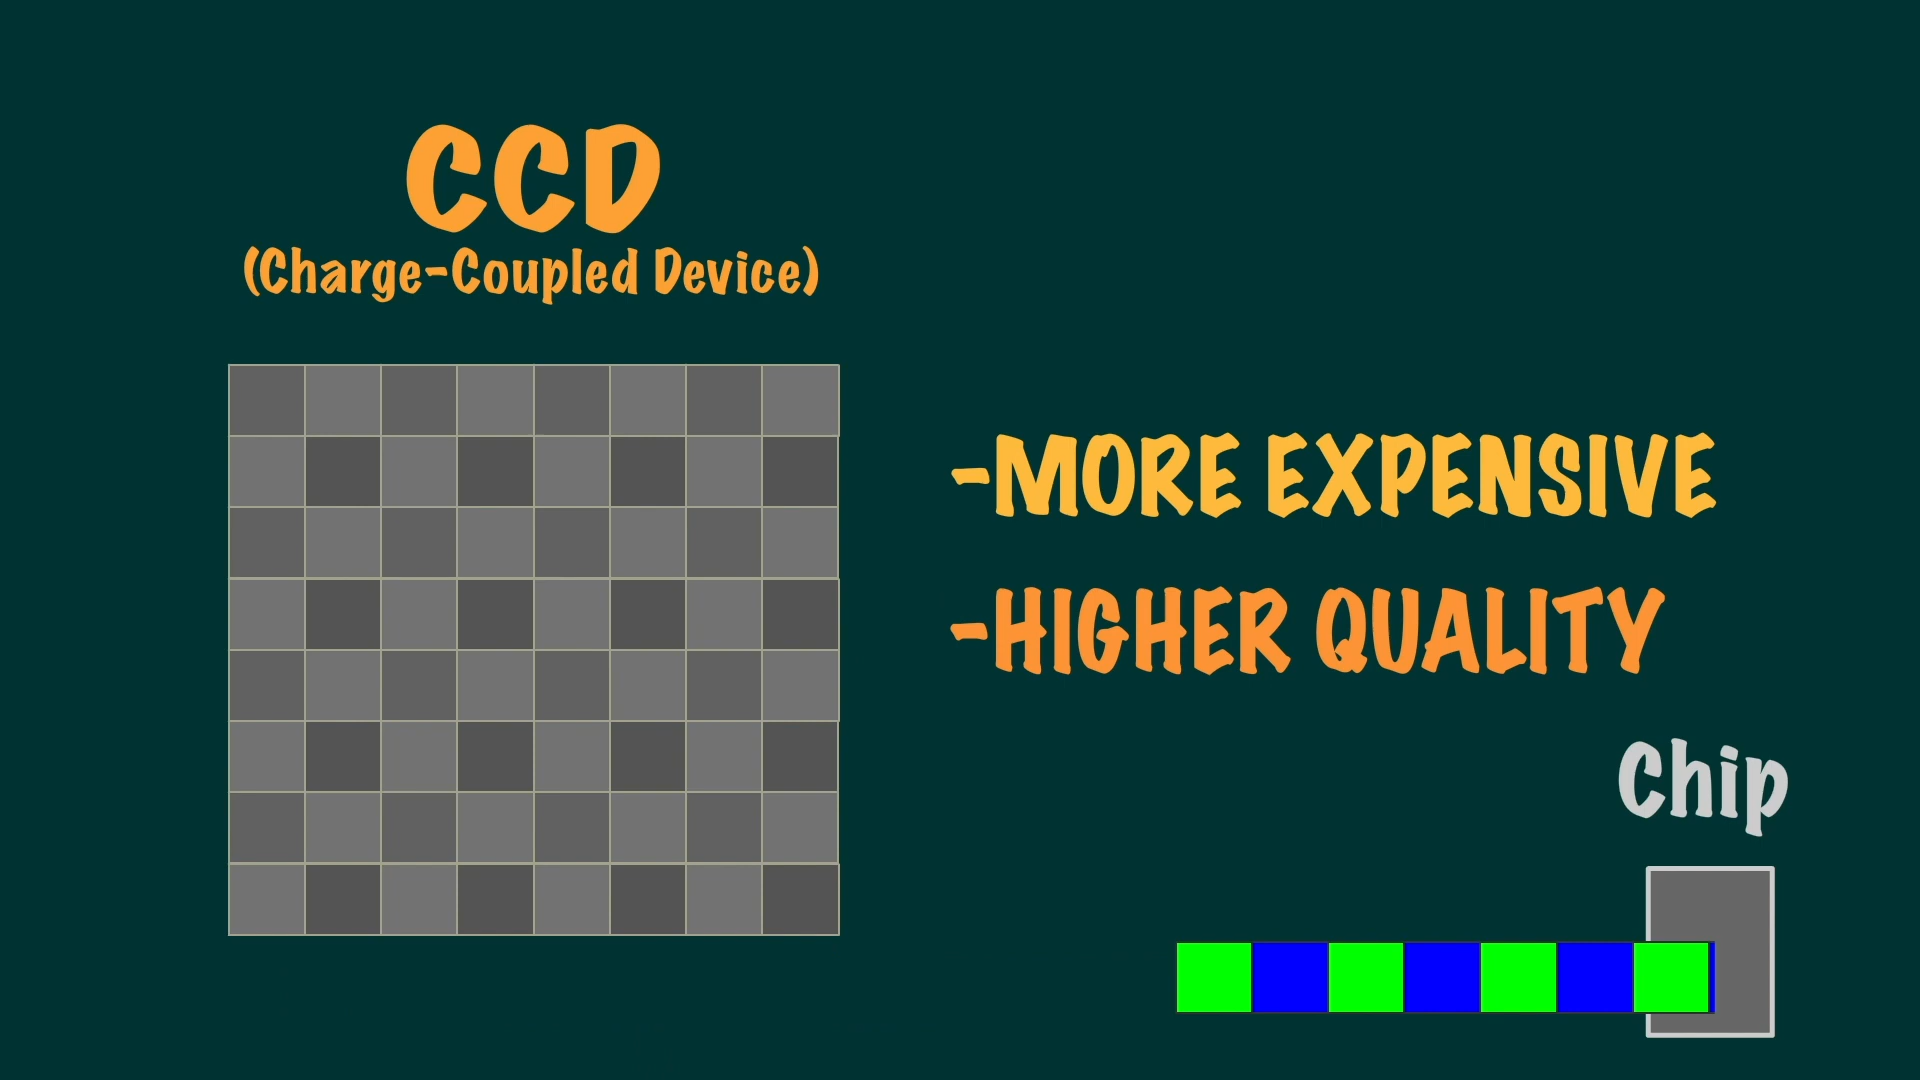 CCD
(Charge-Coupled Device)
-MORE EXPENSIVE
-HIGHER QUALITY
Chip